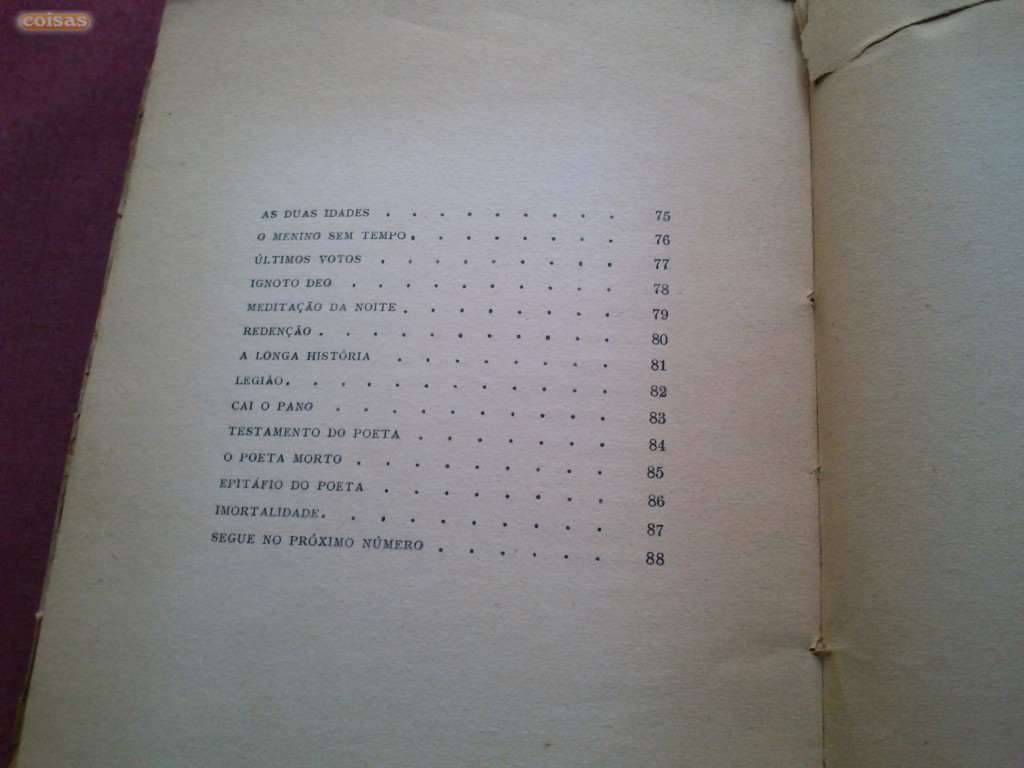 coisas
AS DUAS IDADES . . . . . . . . . 75
O MENINO SEM TEMPO . . . . . . . . 76
ÚLTIMOS VOTOS . . . . . . . . . 77
IGNOTO DEO . . . . . . . . . . 78
MEDITAÇÃO DA NOITE . . . . . . . . 79
REDENÇÃO . . . . . . . . . . . 80
A LONGA HISTÓRIA . . . . . . . . 81
LEGIÃO . . . . . . . . . . . . 82
CAI O PANO . . . . . . . . . . 83
TESTAMENTO DO POETA . . . . . . . 84
O POETA MORTO . . . . . . . . . 85
EPITÁFIO DO POETA . . . . . . . . 86
IMORTALIDADE . . . . . . . . . . 87
SEGUE NO PRÓXIMO NÚMERO . . . . . . 88